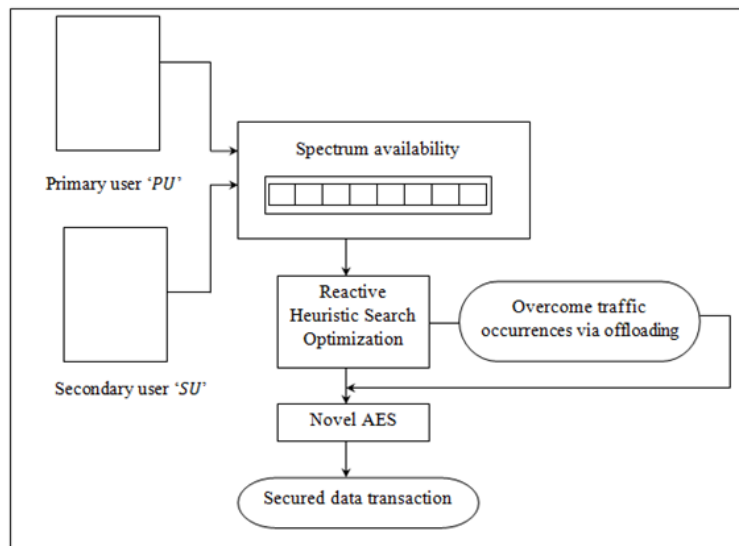 Spectrum availability
Primary user ‘PU’
Reactive
Heuristic Search
Optimization
Overcome traffic
occurrences via offloading
Secondary user ‘SU’
Novel AES
Secured data transaction